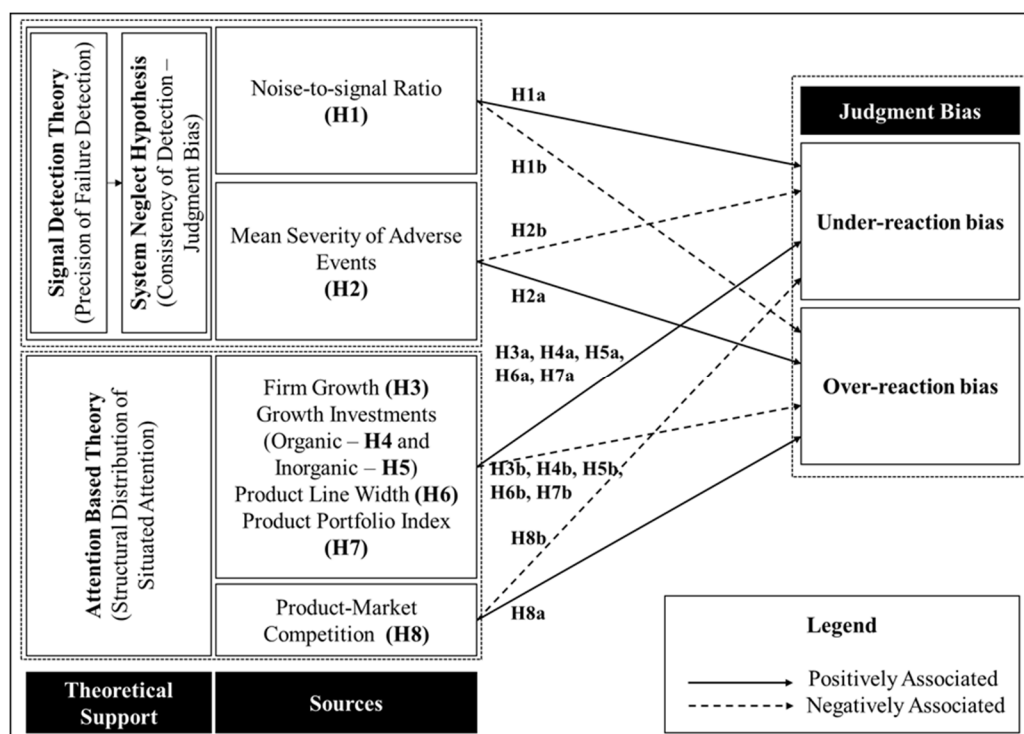 Signal Detection Theory
(Precision of Failure Detection)
System Neglect Hypothesis
(Consistency of Detection –
Judgment Bias)
Noise-to-signal Ratio
(H1)
Mean Severity of Adverse
Events
(H2)
Attention Based Theory
(Structural Distribution of
Situated Attention)
Firm Growth (H3)
Growth Investments
(Organic – H4 and
Inorganic – H5)
Product Line Width (H6)
Product Portfolio Index
(H7)
Product-Market
Competition (H8)
Theoretical
Support
Sources
H1a
H1b
H2b
H2a
H3a, H4a, H5a,
H6a, H7a
H3b, H4b, H5b,
H6b, H7b
H8b
H8a
Judgment Bias
Under-reaction bias
Over-reaction bias
Legend
Positively Associated
Negatively Associated